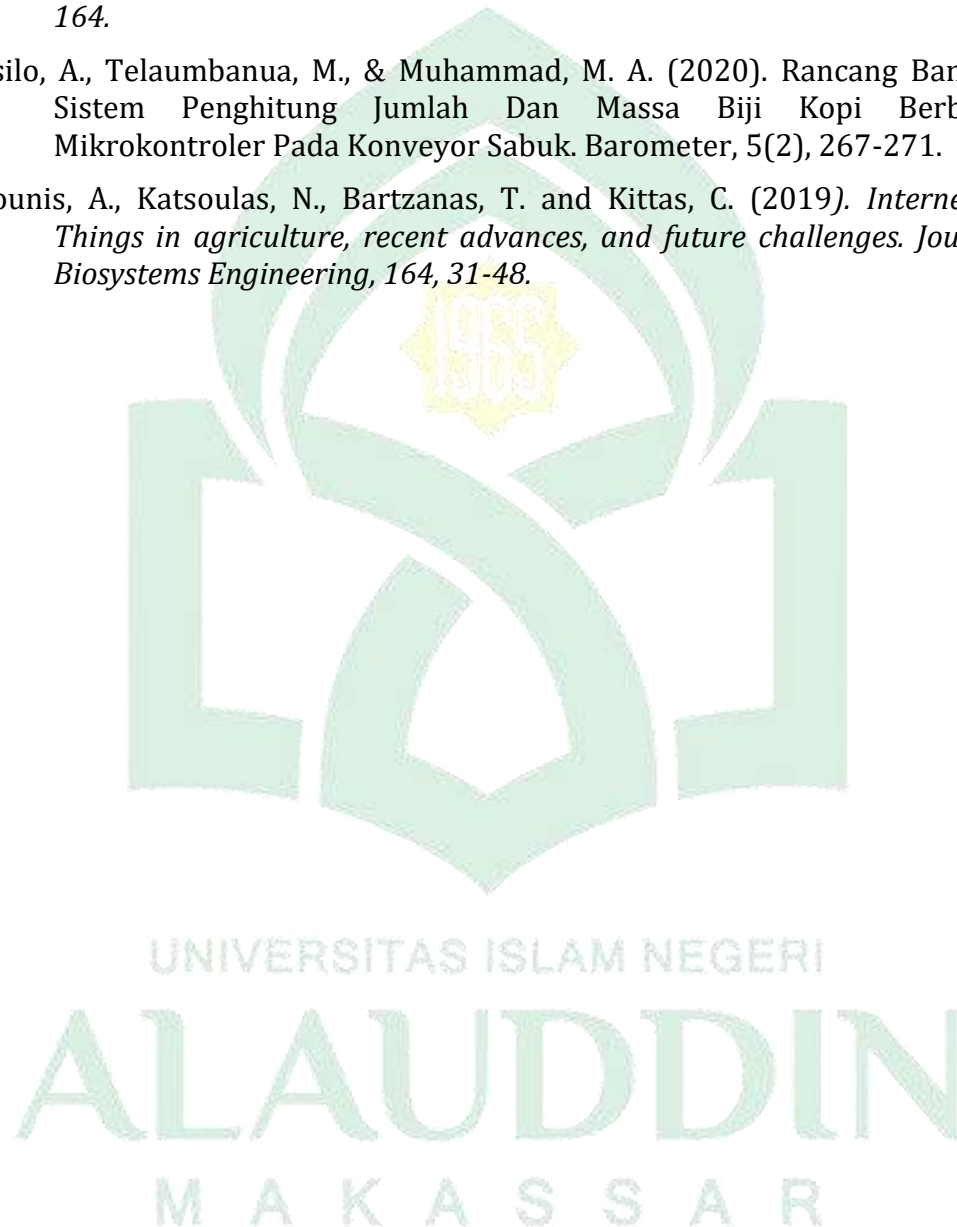 164.
silo, A., Telaumbanua, M., & Muhammad, M. A. (2020). Rancang Ban
Sistem Penghitung Jumlah Dan Massa Biji Kopi Berb
Mikrokontroler Pada Konveyor Sabuk. Barometer, 5(2), 267-271.
ounis, A., Katsoulas, N., Bartzanas, T. and Kittas, C. (2019). Interne
Things in agriculture, recent advances, and future challenges. Jou
Biosystems Engineering, 164, 31-48.
1965
UNIVERSITAS ISLAM NEGERI
ALAUDDIN
MAKASSAR